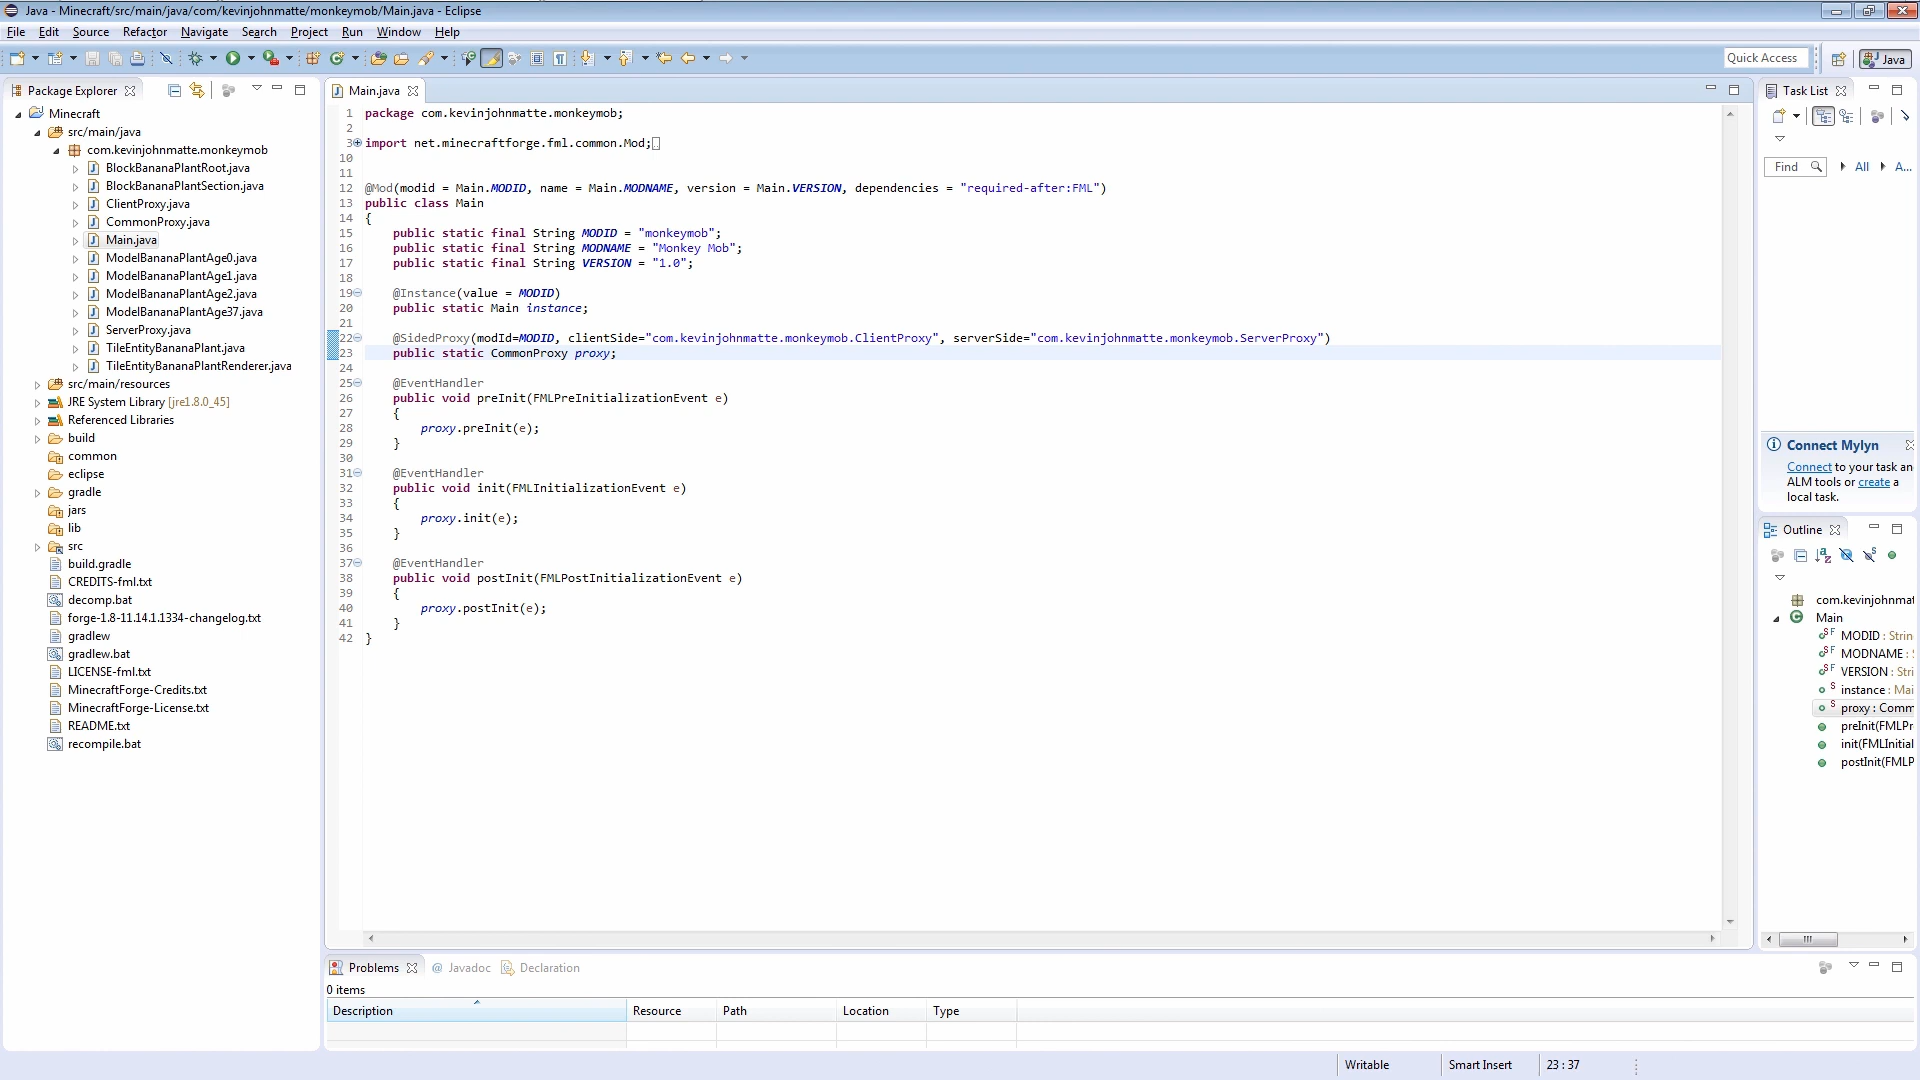 Java - Minecraft/src/main/java/com/kevinjohnmatte/monkeymob/Main.java - Eclipse
File Edit Source Refactor Navigate Search Project Run Window Help
Quick Access
Java
Package Explorer
Minecraft
src/main/java
com.kevinjohnmatte.monkeymob
BlockBananaPlantRoot.java
BlockBananaPlantSection.java
ClientProxy.java
CommonProxy.java
Main.java
ModelBananaPlantAge0.java
ModelBananaPlantAge1.java
ModelBananaPlantAge2.java
ModelBananaPlantAge37.java
ServerProxy.java
TileEntityBananaPlant.java
TileEntityBananaPlantRenderer.java
src/main/resources
JRE System Library [jre1.8.0_45]
Referenced Libraries
build
common
eclipse
gradle
jars
lib
src
build.gradle
CREDITS-fml.txt
decomp.bat
forge-1.8-11.14.1.1334-changelog.txt
gradlew
gradlew.bat
LICENSE-fml.txt
MinecraftForge-Credits.txt
MinecraftForge-License.txt
README.txt
recompile.bat
Main.java
1 package com.kevinjohnmatte.monkeymob;
2
3 import net.minecraftforge.fml.common.Mod;
10
11
12 @Mod(modid = Main.MODID, name = Main.MODNAME, version = Main.VERSION, dependencies = "required-after:FML")
13 public class Main
14 {
15 public static final String MODID = "monkeymob";
16 public static final String MODNAME = "Monkey Mob";
17 public static final String VERSION = "1.0";
18
19 @Instance(value = MODID)
20 public static Main instance;
21
22 @SidedProxy(modId=MODID, clientSide="com.kevinjohnmatte.monkeymob.ClientProxy", serverSide="com.kevinjohnmatte.monkeymob.ServerProxy")
23 public static CommonProxy proxy;
24
25 @EventHandler
26 public void preInit(FMLPreInitializationEvent e)
27 {
28 proxy.preInit(e);
29 }
30
31 @EventHandler
32 public void init(FMLInitializationEvent e)
33 {
34 proxy.init(e);
35 }
36
37 @EventHandler
38 public void postInit(FMLPostInitializationEvent e)
39 {
40 proxy.postInit(e);
41 }
42 }
Task List
Find All A...
Connect Mylyn
Connect to your task an
ALM tools or create a
local task.
Outline
com.kevinjohnmat
Main
MODID : Strin
MODNAME :
VERSION : Stri
instance : Mai
proxy : Comm
preInit(FMLPr
init(FMLInitial
postInit(FMLP
Problems @ Javadoc Declaration
0 items
Description Resource Path Location Type
Writable Smart Insert 23 : 37